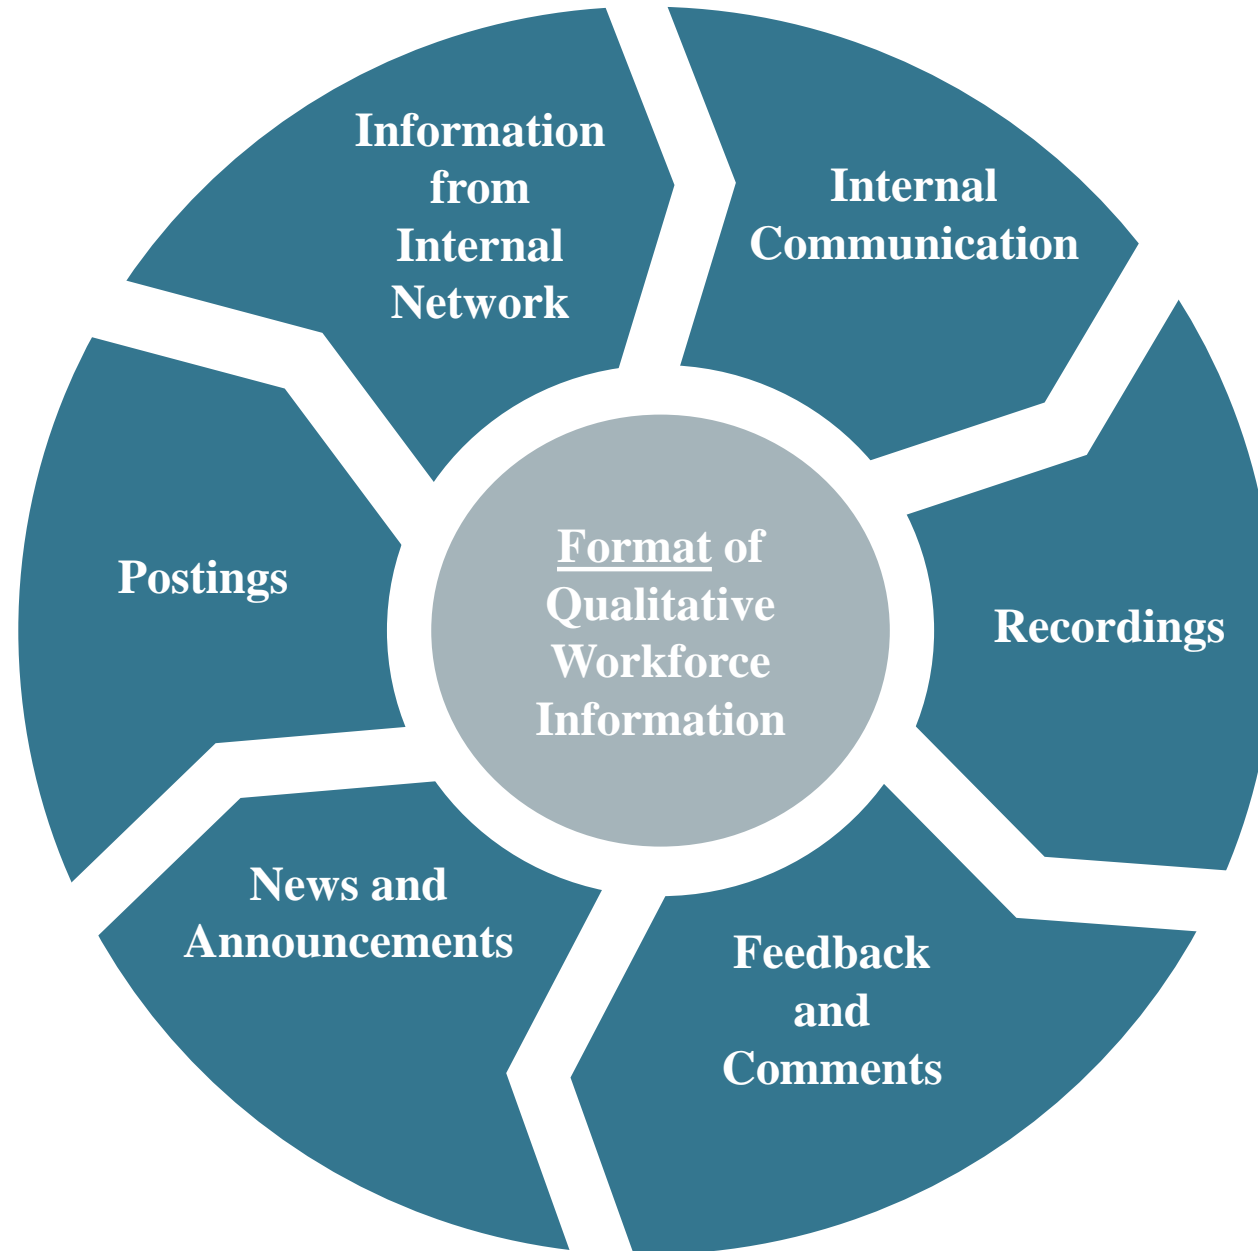 Information
from
Internal
Network
Internal
Communication
Recordings
Feedback
and
Comments
News and
Announcements
Postings
Format of
Qualitative
Workforce
Information